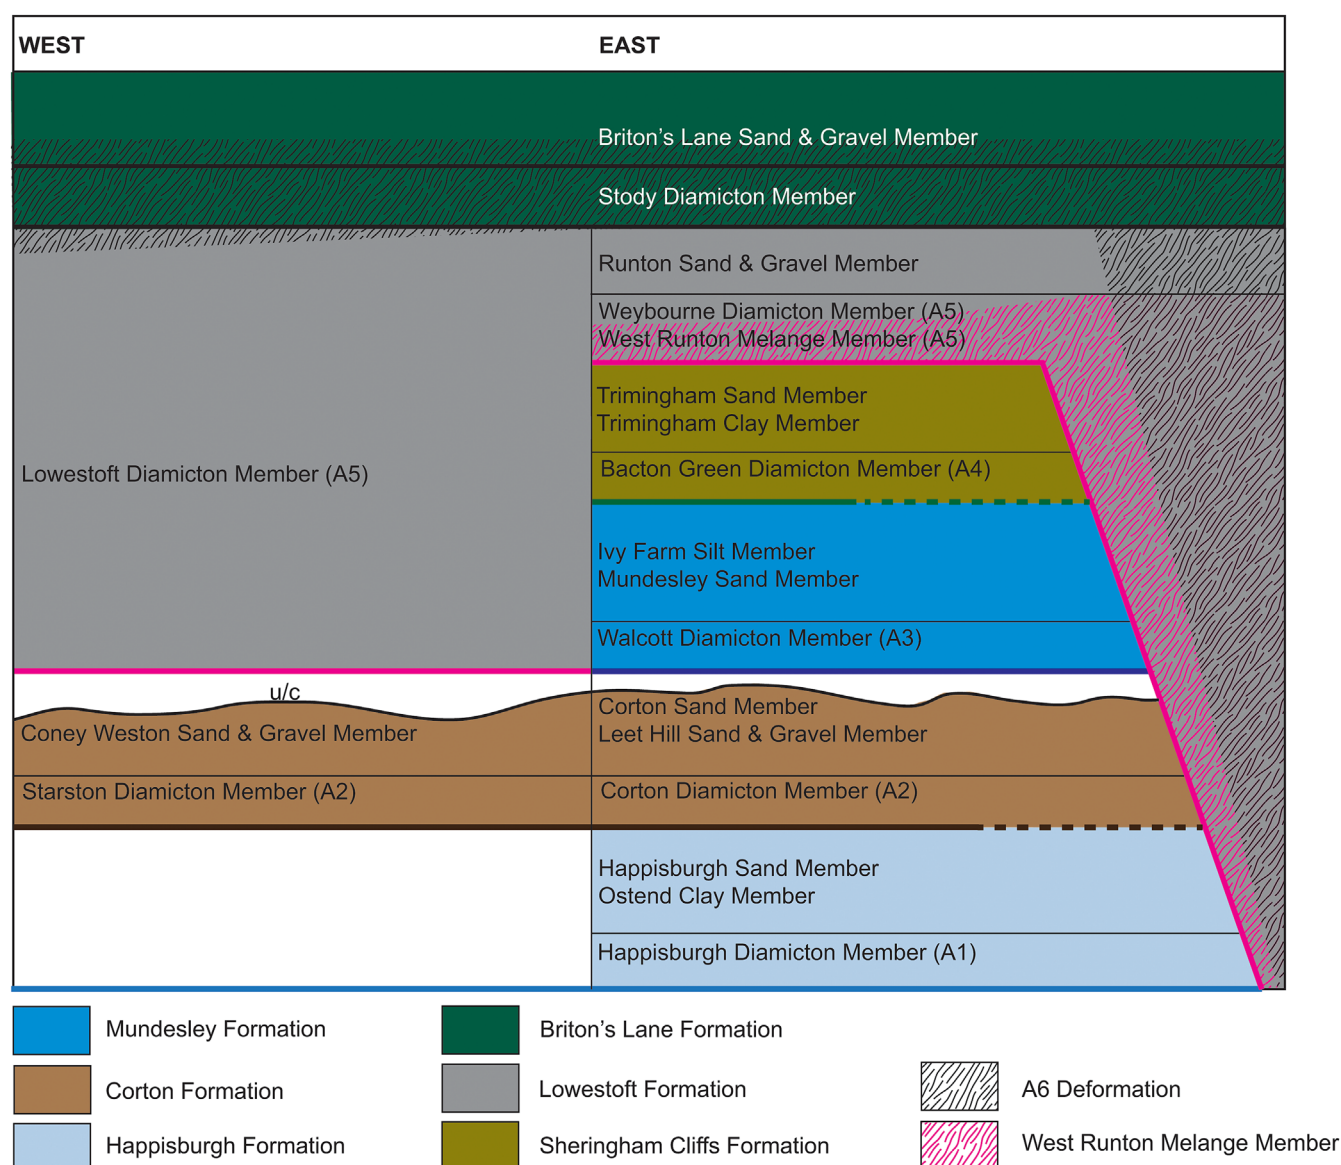 WEST
EAST
Briton’s Lane Sand & Gravel Member
Stody Diamicton Member
Runton Sand & Gravel Member
Weybourne Diamicton Member (A5)
West Runton Melange Member (A5)
Trimingham Sand Member
Trimingham Clay Member
Lowestoft Diamicton Member (A5)
Bacton Green Diamicton Member (A4)
Ivy Farm Silt Member
Mundesley Sand Member
Walcott Diamicton Member (A3)
u/c
Coney Weston Sand & Gravel Member
Corton Sand Member
Leet Hill Sand & Gravel Member
Starston Diamicton Member (A2)
Corton Diamicton Member (A2)
Happisburgh Sand Member
Ostend Clay Member
Happisburgh Diamicton Member (A1)
Mundesley Formation
Corton Formation
Happisburgh Formation
Briton’s Lane Formation
Lowestoft Formation
Sheringham Cliffs Formation
A6 Deformation
West Runton Melange Member